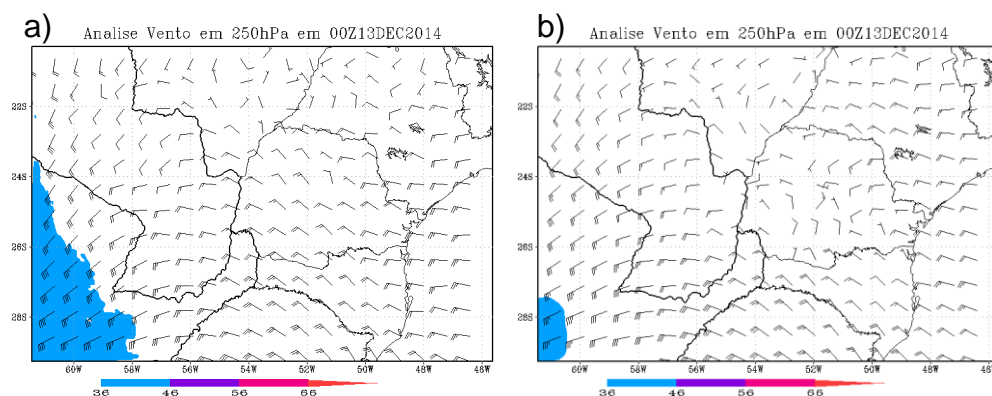 a)
Analise Vento em 250hPa em 00Z13DEC2014
22S
24S
26S
28S
60W 58W 56W 54W 52W 50W 48W 46W
36 46 56 66
b)
Analise Vento em 250hPa em 00Z13DEC2014
22S
24S
26S
28S
60W 58W 56W 54W 52W 50W 48W 46W
36 46 56 66